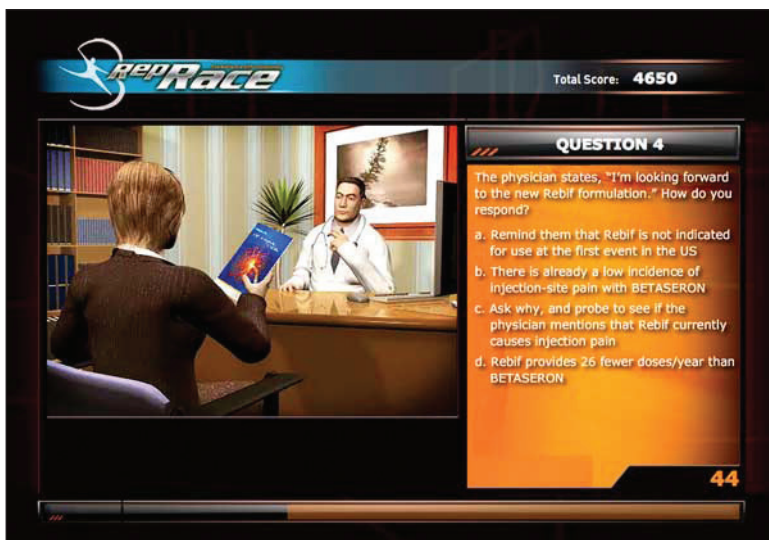 RepRace
Total Score: 4650
QUESTION 4
The physician states, "I'm looking forward
to the new Rebif formulation." How do you
respond?
a. Remind them that Rebif is not indicated
for use at the first event in the US
b. There is already a low incidence of
injection-site pain with BETASERON
c. Ask why, and probe to see if the
physician mentions that Rebif currently
causes injection pain
d. Rebif provides 26 fewer doses/year than
BETASERON
44